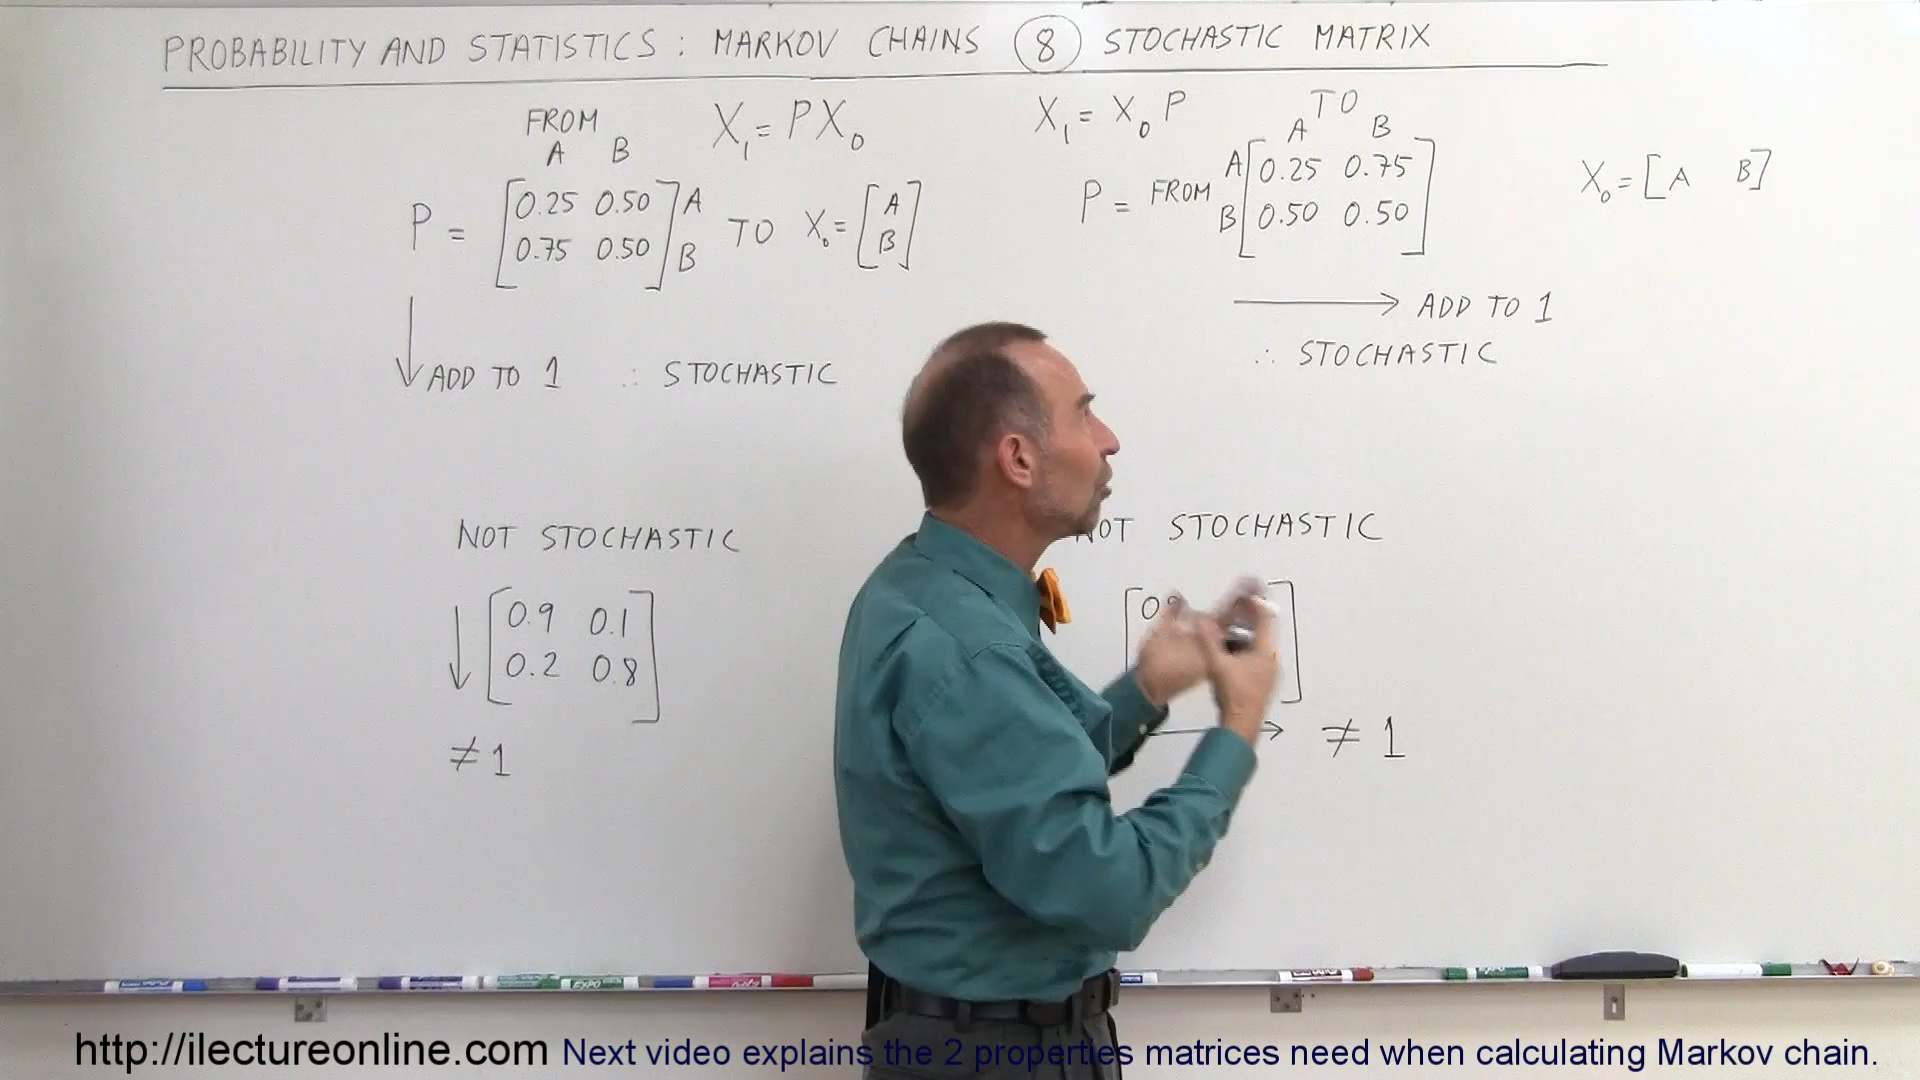 PROBABILITY AND STATISTICS : MARKOV CHAINS 8 STOCHASTIC MATRIX
FROM
A B
X₁ = PX₀
P = [0.25 0.50] A
[0.75 0.50] B
TO X₀ = [A
B]
ADD TO 1 ∴ STOCHASTIC
NOT STOCHASTIC
0.9 0.1
0.2 0.8
≠ 1
X₁ = X₀ P
TO
A B
P = FROM A [0.25 0.75]
B [0.50 0.50]
X₀ = [A B]
ADD TO 1
∴ STOCHASTIC
NOT STOCHASTIC
≠ 1
EXPO
http://ilectureonline.com Next video explains the 2 properties matrices need when calculating Markov chain.